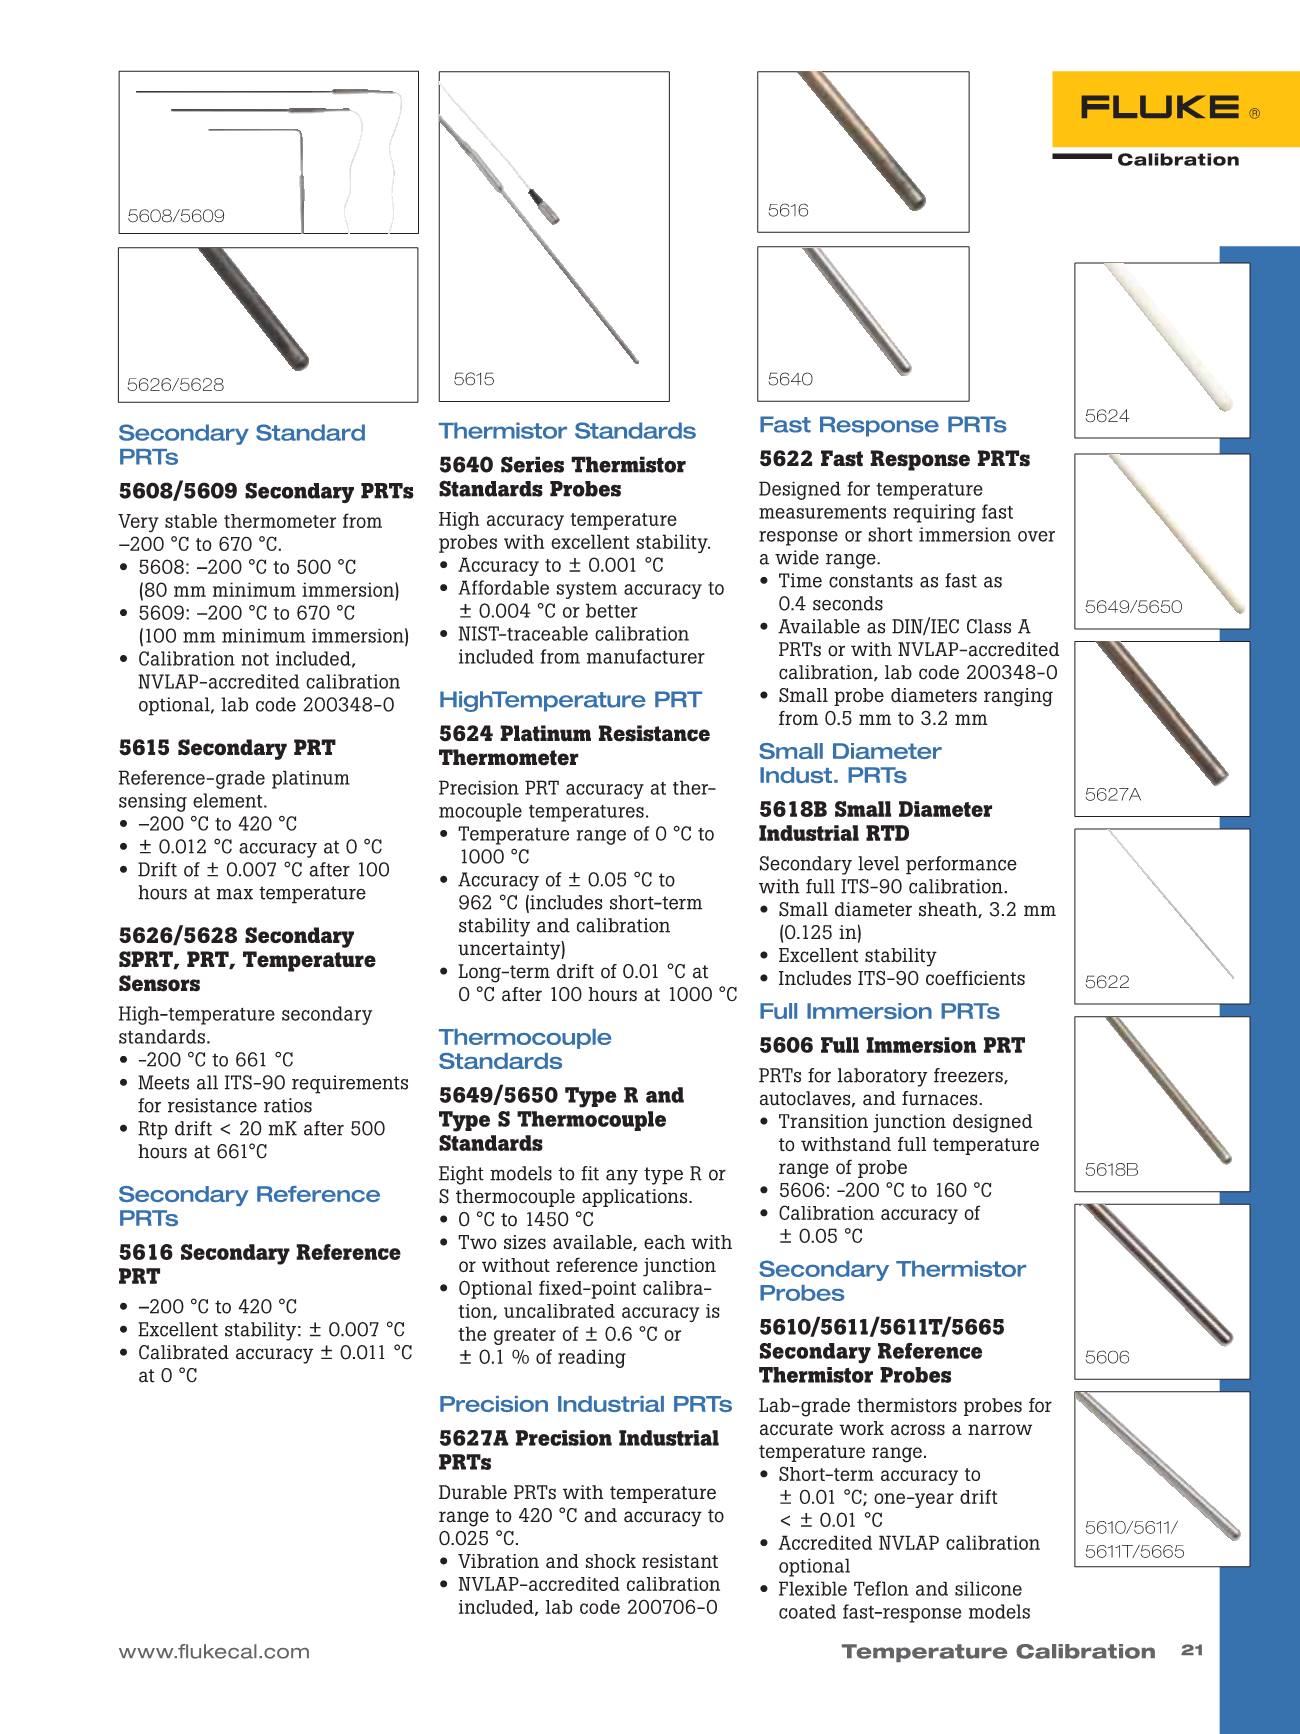 5608/5609
5626/5628
5615
5616
5640
FLUKE ®
Calibration
5624
5649/5650
5627A
5622
5618B
5606
5610/5611/
5611T/5665
Secondary Standard
PRTs
5608/5609 Secondary PRTs
Very stable thermometer from
–200 °C to 670 °C.
• 5608: –200 °C to 500 °C
(80 mm minimum immersion)
• 5609: –200 °C to 670 °C
(100 mm minimum immersion)
• Calibration not included,
NVLAP-accredited calibration
optional, lab code 200348-0
5615 Secondary PRT
Reference-grade platinum
sensing element.
• –200 °C to 420 °C
• ± 0.012 °C accuracy at 0 °C
• Drift of ± 0.007 °C after 100
hours at max temperature
5626/5628 Secondary
SPRT, PRT, Temperature
Sensors
High-temperature secondary
standards.
• -200 °C to 661 °C
• Meets all ITS-90 requirements
for resistance ratios
• Rtp drift < 20 mK after 500
hours at 661°C
Secondary Reference
PRTs
5616 Secondary Reference
PRT
• –200 °C to 420 °C
• Excellent stability: ± 0.007 °C
• Calibrated accuracy ± 0.011 °C
at 0 °C
Thermistor Standards
5640 Series Thermistor
Standards Probes
High accuracy temperature
probes with excellent stability.
• Accuracy to ± 0.001 °C
• Affordable system accuracy to
± 0.004 °C or better
• NIST-traceable calibration
included from manufacturer
HighTemperature PRT
5624 Platinum Resistance
Thermometer
Precision PRT accuracy at ther-
mocouple temperatures.
• Temperature range of 0 °C to
1000 °C
• Accuracy of ± 0.05 °C to
962 °C (includes short-term
stability and calibration
uncertainty)
• Long-term drift of 0.01 °C at
0 °C after 100 hours at 1000 °C
Thermocouple
Standards
5649/5650 Type R and
Type S Thermocouple
Standards
Eight models to fit any type R or
S thermocouple applications.
• 0 °C to 1450 °C
• Two sizes available, each with
or without reference junction
• Optional fixed-point calibra-
tion, uncalibrated accuracy is
the greater of ± 0.6 °C or
± 0.1 % of reading
Precision Industrial PRTs
5627A Precision Industrial
PRTs
Durable PRTs with temperature
range to 420 °C and accuracy to
0.025 °C.
• Vibration and shock resistant
• NVLAP-accredited calibration
included, lab code 200706-0
Fast Response PRTs
5622 Fast Response PRTs
Designed for temperature
measurements requiring fast
response or short immersion over
a wide range.
• Time constants as fast as
0.4 seconds
• Available as DIN/IEC Class A
PRTs or with NVLAP-accredited
calibration, lab code 200348-0
• Small probe diameters ranging
from 0.5 mm to 3.2 mm
Small Diameter
Indust. PRTs
5618B Small Diameter
Industrial RTD
Secondary level performance
with full ITS-90 calibration.
• Small diameter sheath, 3.2 mm
(0.125 in)
• Excellent stability
• Includes ITS-90 coefficients
Full Immersion PRTs
5606 Full Immersion PRT
PRTs for laboratory freezers,
autoclaves, and furnaces.
• Transition junction designed
to withstand full temperature
range of probe
• 5606: -200 °C to 160 °C
• Calibration accuracy of
± 0.05 °C
Secondary Thermistor
Probes
5610/5611/5611T/5665
Secondary Reference
Thermistor Probes
Lab-grade thermistors probes for
accurate work across a narrow
temperature range.
• Short-term accuracy to
± 0.01 °C; one-year drift
< ± 0.01 °C
• Accredited NVLAP calibration
optional
• Flexible Teflon and silicone
coated fast-response models
www.flukecal.com
Temperature Calibration 21